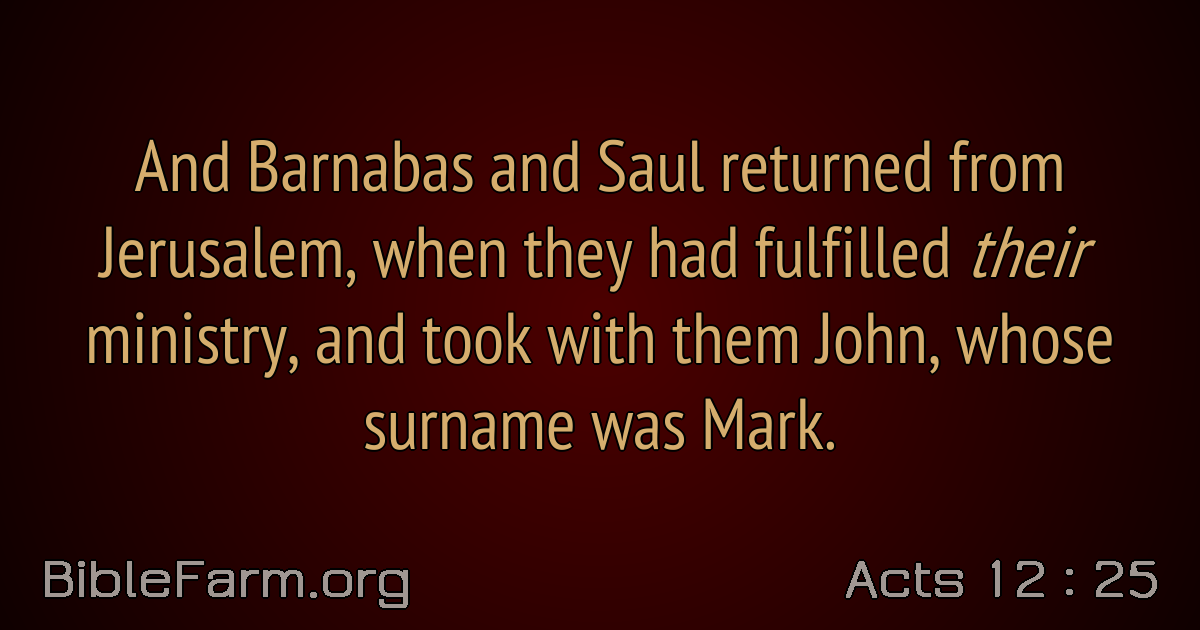 And Barnabas and Saul returned from
Jerusalem, when they had fulfilled their
ministry, and took with them John, whose
surname was Mark.
BibleFarm.org
Acts 12 : 25